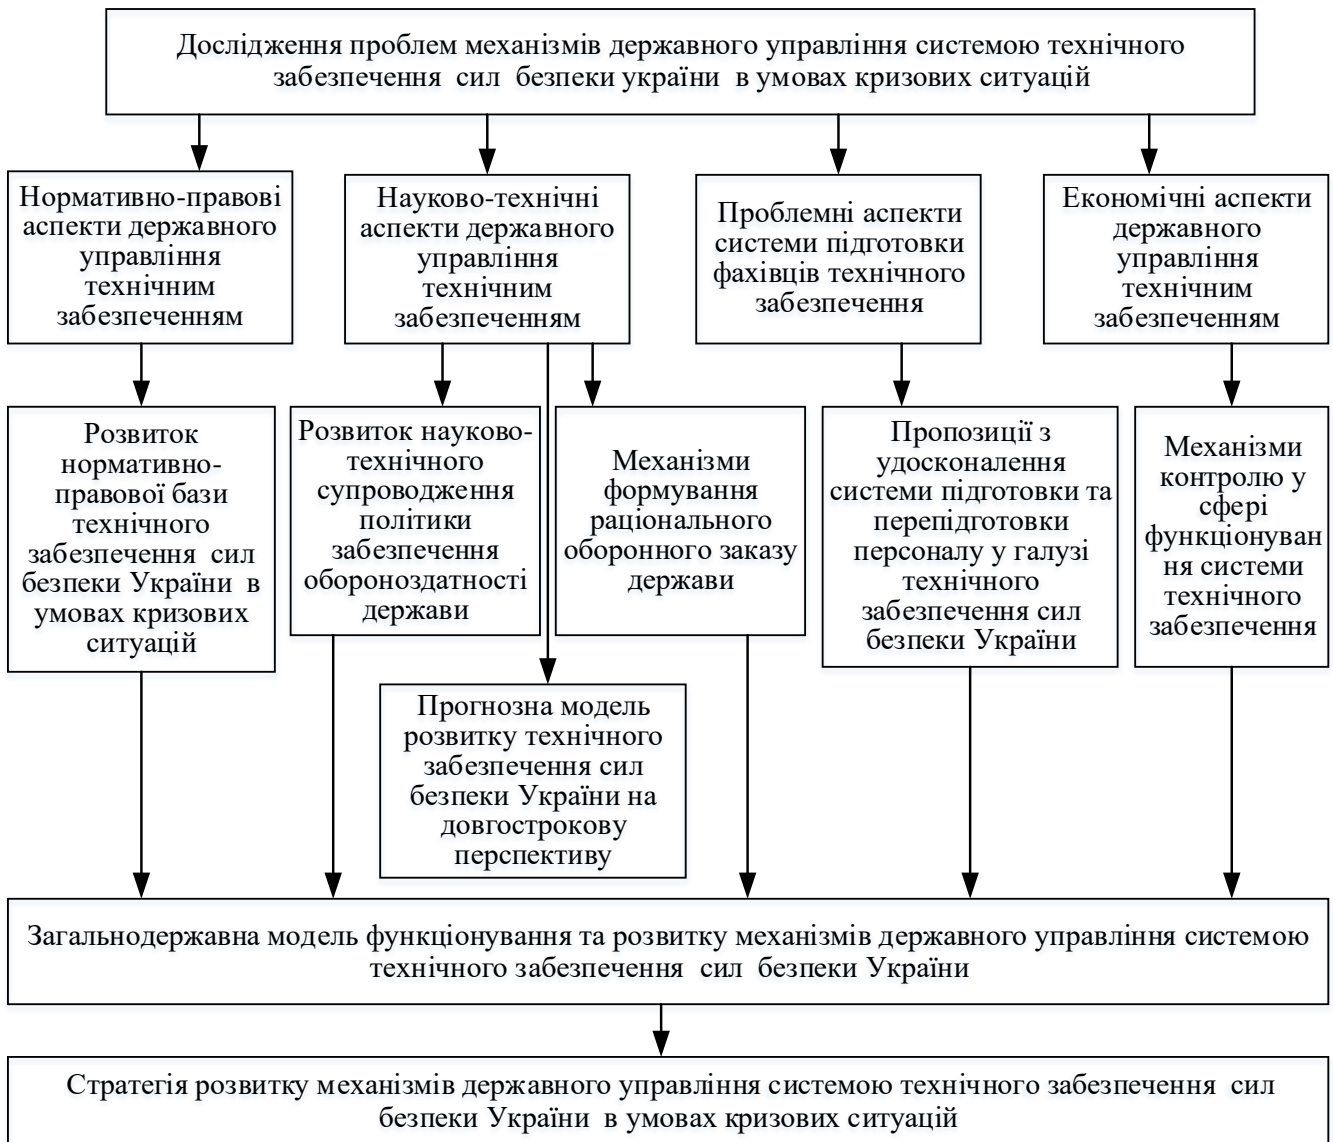 Дослідження проблем механізмів державного управління системою технічного
забезпечення сил безпеки україни в умовах кризових ситуацій
Нормативно-правові
аспекти державного
управління
технічним
забезпеченням
Науково-технічні
аспекти державного
управління
технічним
забезпеченням
Проблемні аспекти
системи підготовки
фахівців технічного
забезпечення
Економічні аспекти
державного
управління
технічним
забезпеченням
Розвиток
нормативно-
правової бази
технічного
забезпечення сил
безпеки України в
умовах кризових
ситуацій
Розвиток науково-
технічного
супроводження
політики
забезпечення
обороноздатності
держави
Механізми
формування
раціонального
оборонного заказу
держави
Пропозиції з
удосконалення
системи підготовки та
перепідготовки
персоналу у галузі
технічного
забезпечення сил
безпеки України
Механізми
контролю у
сфері
функціонуван
ня системи
технічного
забезпечення
Прогнозна модель
розвитку технічного
забезпечення сил
безпеки України на
довгострокову
перспективу
Загальнодержавна модель функціонування та розвитку механізмів державного управління системою
технічного забезпечення сил безпеки України
Стратегія розвитку механізмів державного управління системою технічного забезпечення сил
безпеки України в умовах кризових ситуацій